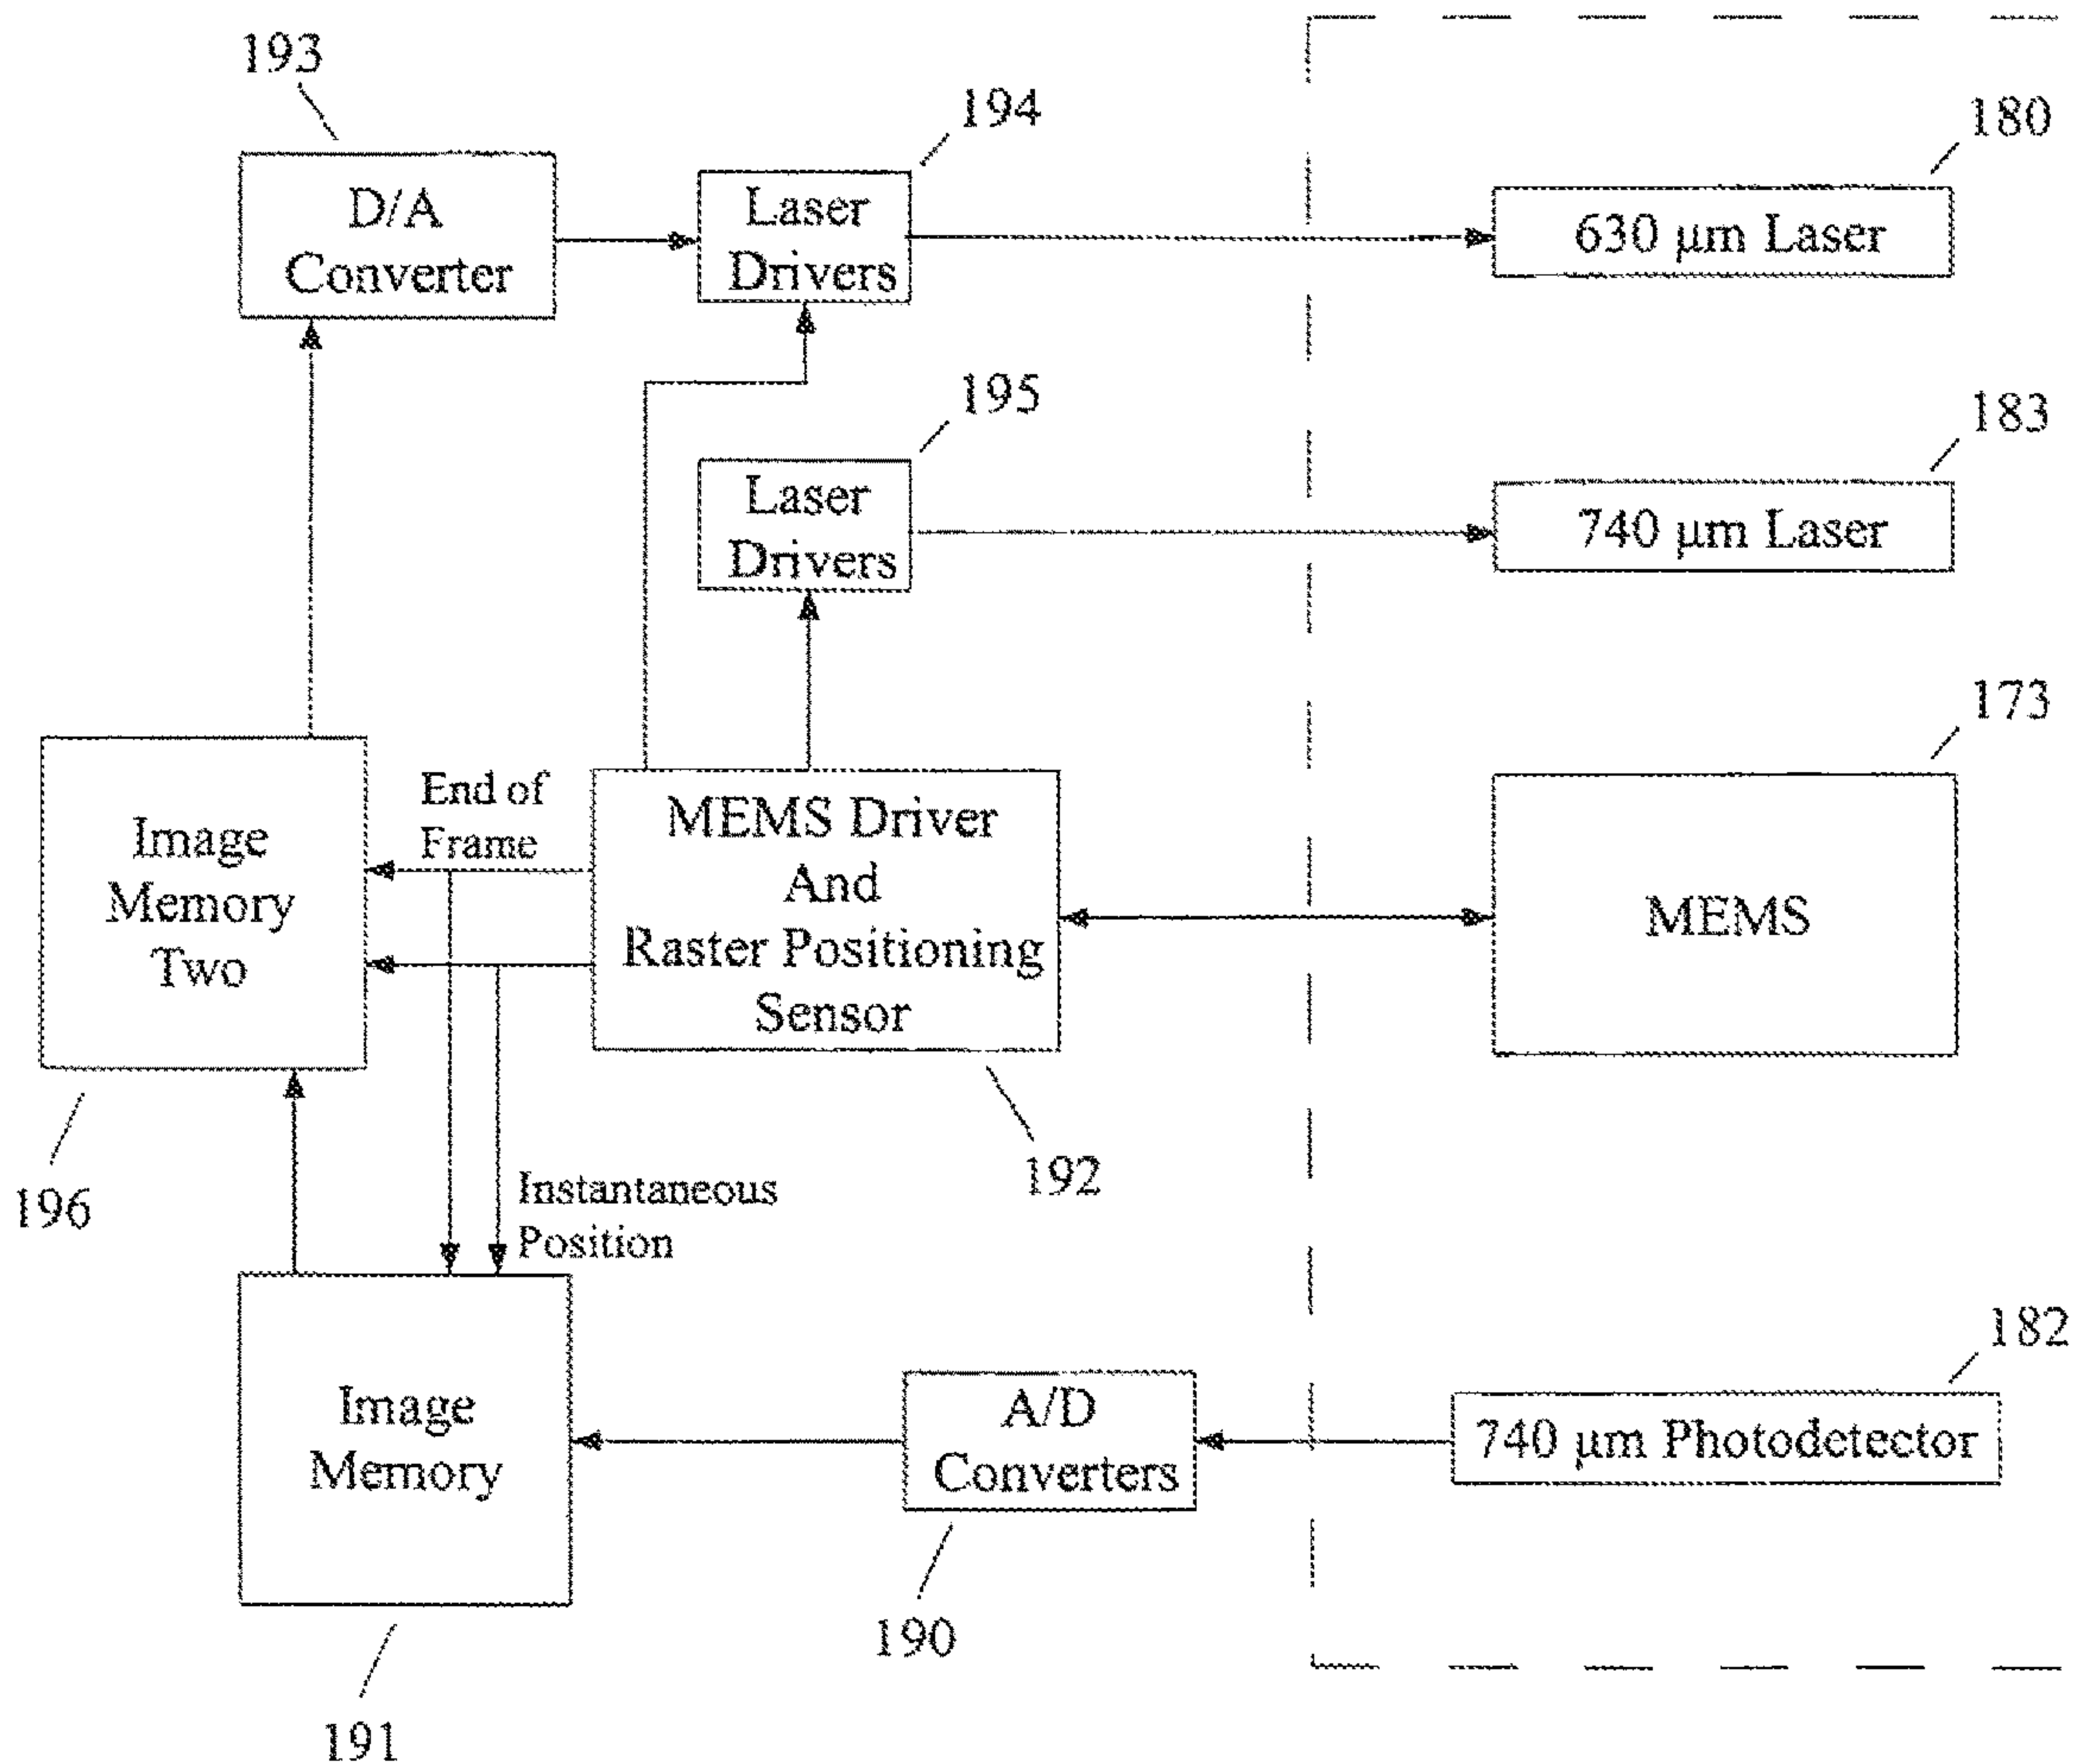 193
194
180
D/A
Converter
Laser
Drivers
630 µm Laser
195
183
Laser
Drivers
740 µm Laser
173
End of
Frame
Image
Memory
Two
MEMS Driver
And
Raster Positioning
Sensor
MEMS
196
192
Instantaneous
Position
182
Image
Memory
A/D
Converters
740 µm Photodetector
190
191